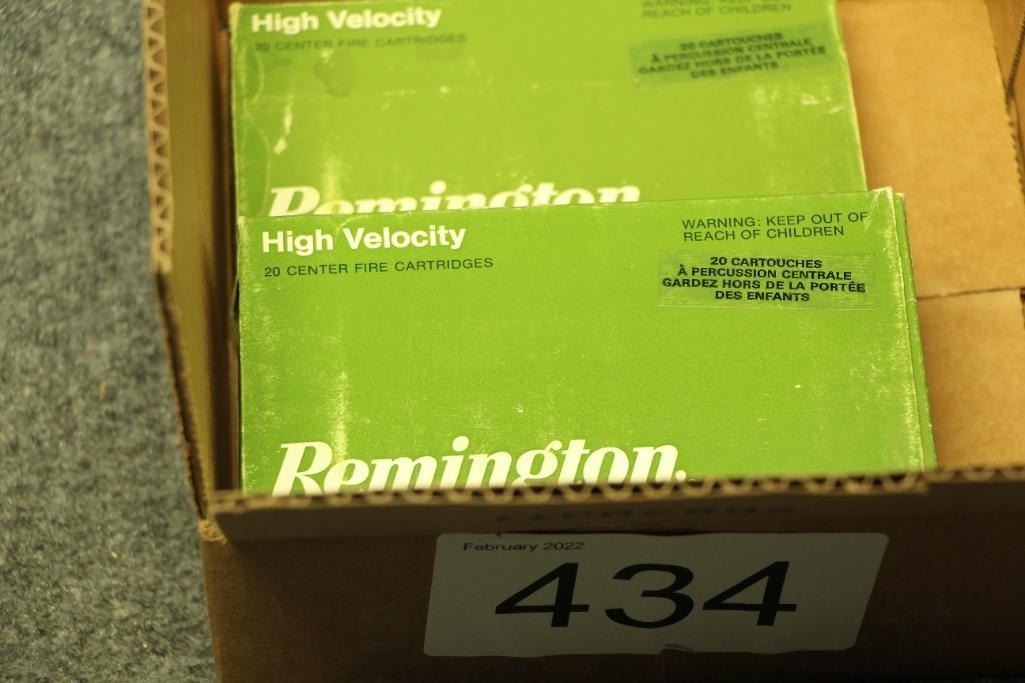 High Velocity
20 CENTER FIRE CARTRIDGES
WARNING: KEEP OUT OF
REACH OF CHILDREN
20 CARTOUCHES
À PERCUSSION CENTRALE
GARDEZ HORS DE LA PORTÉE
DES ENFANTS
Remington
High Velocity
20 CENTER FIRE CARTRIDGES
WARNING: KEEP OUT OF
REACH OF CHILDREN
20 CARTOUCHES
À PERCUSSION CENTRALE
GARDEZ HORS DE LA PORTÉE
DES ENFANTS
Remington.
February 2022
434